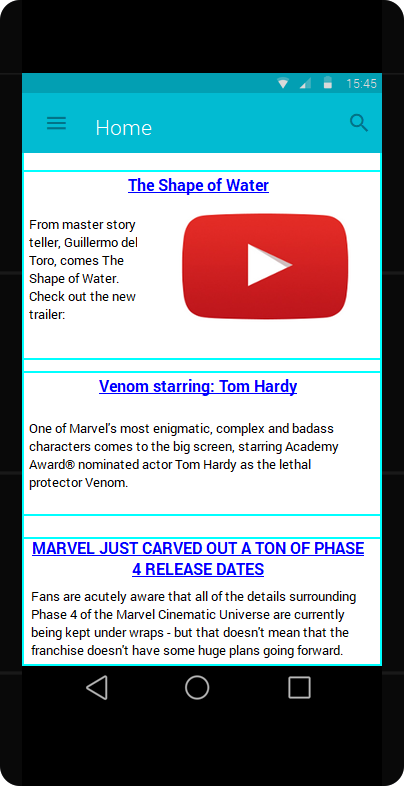 15:45
Home
The Shape of Water
From master story
teller, Guillermo del
Toro, comes The
Shape of Water.
Check out the new
trailer:
Venom starring: Tom Hardy
One of Marvel's most enigmatic, complex and badass
characters comes to the big screen, starring Academy
Award® nominated actor Tom Hardy as the lethal
protector Venom.
MARVEL JUST CARVED OUT A TON OF PHASE
4 RELEASE DATES
Fans are acutely aware that all of the details surrounding
Phase 4 of the Marvel Cinematic Universe are currently
being kept under wraps - but that doesn't mean that the
franchise doesn't have some huge plans going forward.